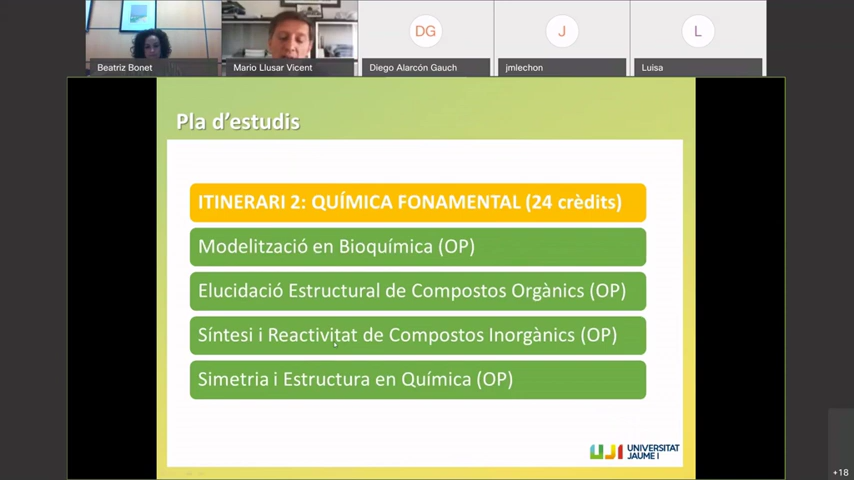 DG
J
L
Beatriz Bonet
Mario Llusar Vicent
Diego Alarcón Gauch
jmlechon
Luisa
Pla d'estudis
ITINERARI 2: QUÍMICA FONAMENTAL (24 crèdits)
Modelització en Bioquímica (OP)
Elucidació Estructural de Compostos Orgànics (OP)
Síntesi i Reactivitat de Compostos Inorgànics (OP)
Simetria i Estructura en Química (OP)
UJI UNIVERSITAT
JAUME I
+18